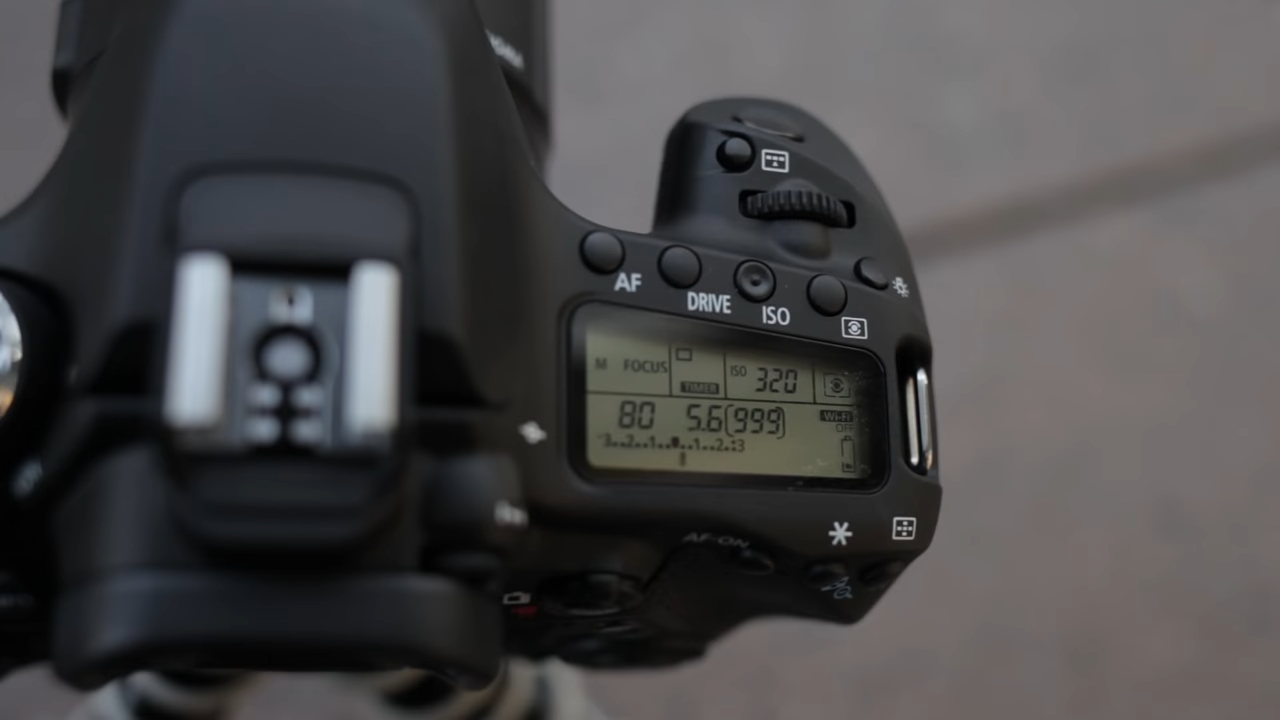 AF
DRIVE
ISO
M FOCUS
TIMER
ISO 320
80 5.6(999)
Wi-Fi
OFF
-3..2..1..▪..1..2..:3
AF-ON